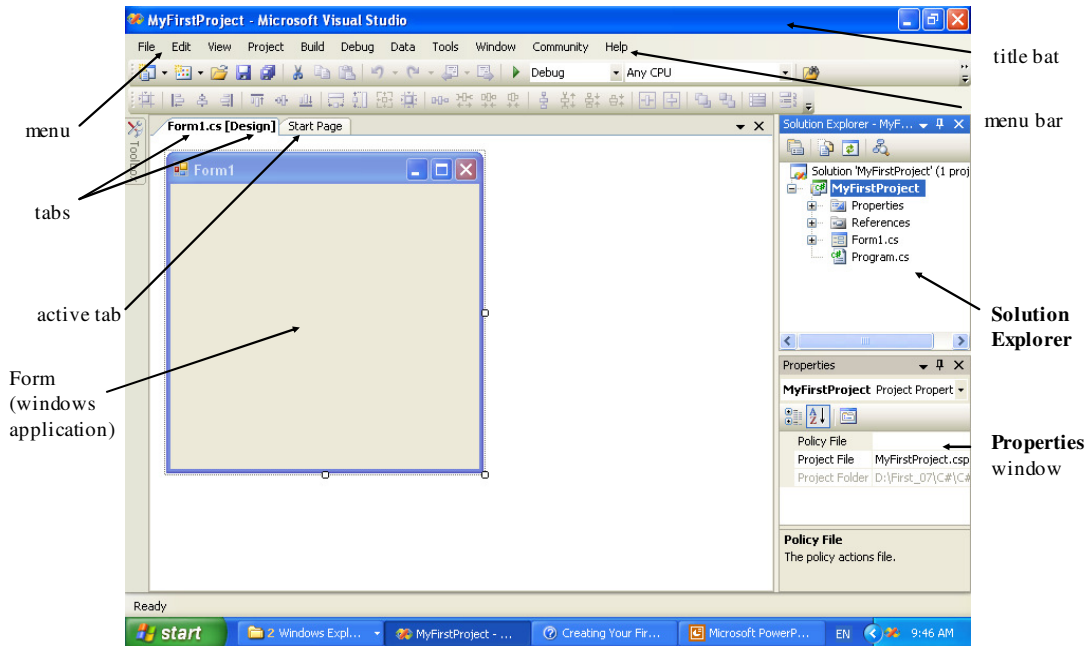 MyFirstProject - Microsoft Visual Studio
File Edit View Project Build Debug Data Tools Window Community Help
Debug Any CPU
title bat
menu bar
menu
tabs
active tab
Form
(windows
application)
Toolbox
Form1.cs [Design] Start Page
Form1
Solution Explorer - MyF...
Solution 'MyFirstProject' (1 proj
MyFirstProject
Properties
References
Form1.cs
Program.cs
Solution
Explorer
Properties
MyFirstProject Project Propert
Policy File
Project File MyFirstProject.csp
Project Folder D:\First_07\C#\C#
Properties
window
Policy File
The policy actions file.
Ready
start 2 Windows Expl... MyFirstProject - ... Creating Your Fir... Microsoft PowerP... EN 9:46 AM